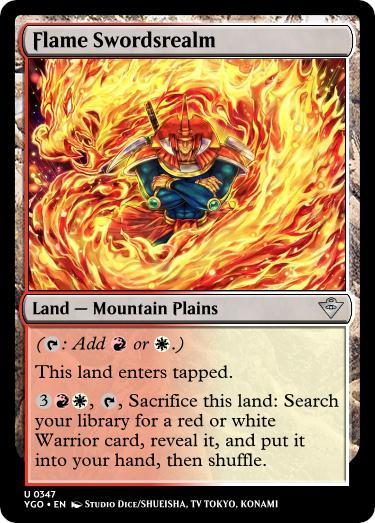 Flame Swordsrealm
Land — Mountain Plains
(T: Add R or W.)
This land enters tapped.
3RW, T, Sacrifice this land: Search
your library for a red or white
Warrior card, reveal it, and put it
into your hand, then shuffle.
U 0347
YGO • EN Studio Dice/SHUEISHA, TV TOKYO, KONAMI